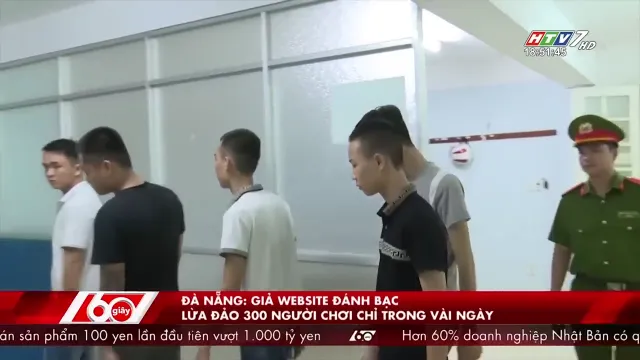 HTV7 HD
18:51:45
60 giây
ĐÀ NẴNG: GIẢ WEBSITE ĐÁNH BẠC
LỪA ĐẢO 300 NGƯỜI CHƠI CHỈ TRONG VÀI NGÀY
án sản phẩm 100 yen lần đầu tiên vượt 1.000 tỷ yen Hơn 60% doanh nghiệp Nhật Bản có q